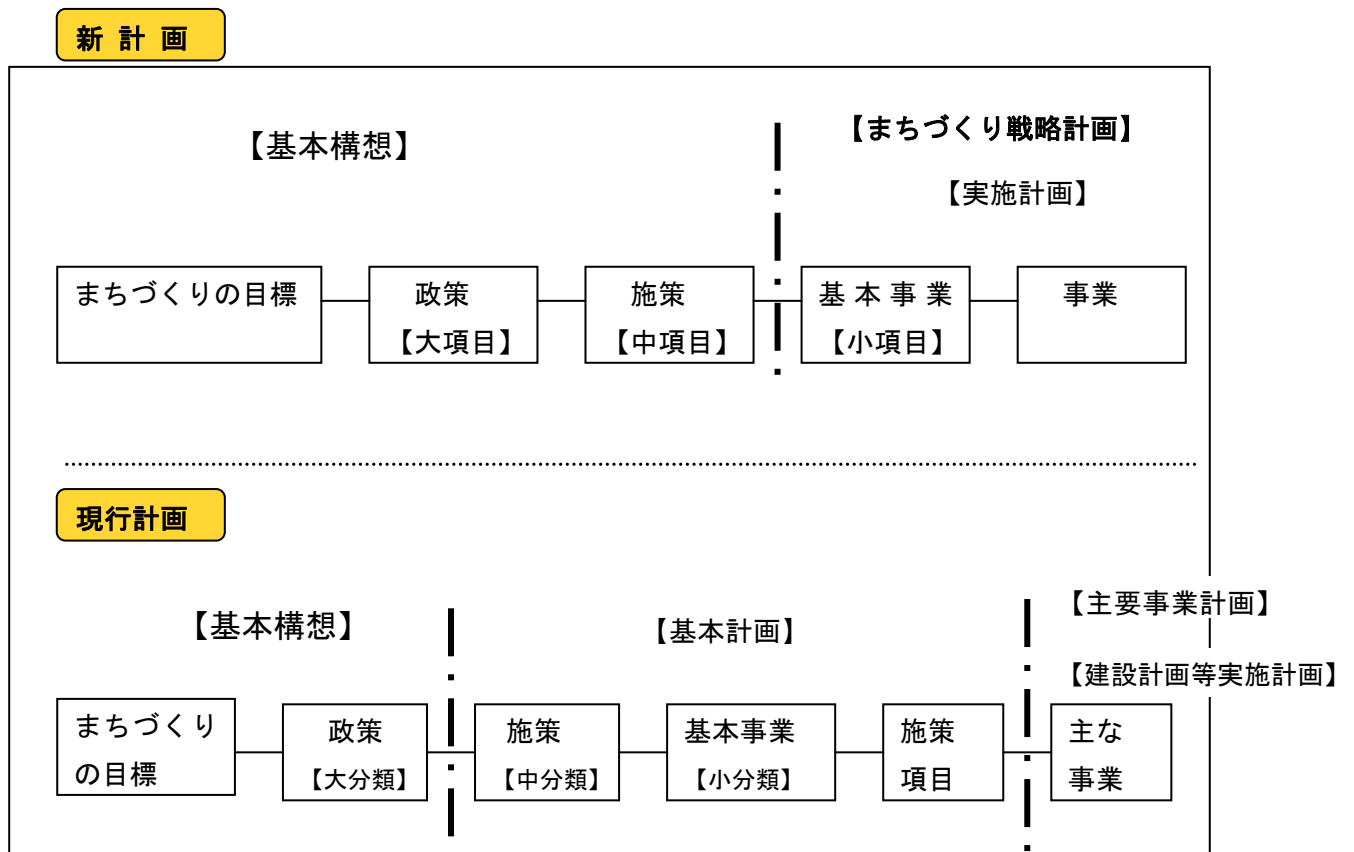 新 計 画
【基本構想】
【まちづくり戦略計画】
【実施計画】
まちづくりの目標
政策
【大項目】
施策
【中項目】
基 本 事 業
【小項目】
事業
現行計画
【基本構想】
【基本計画】
【主要事業計画】
【建設計画等実施計画】
まちづくり
の目標
政策
【大分類】
施策
【中分類】
基本事業
【小分類】
施策
項目
主な
事業